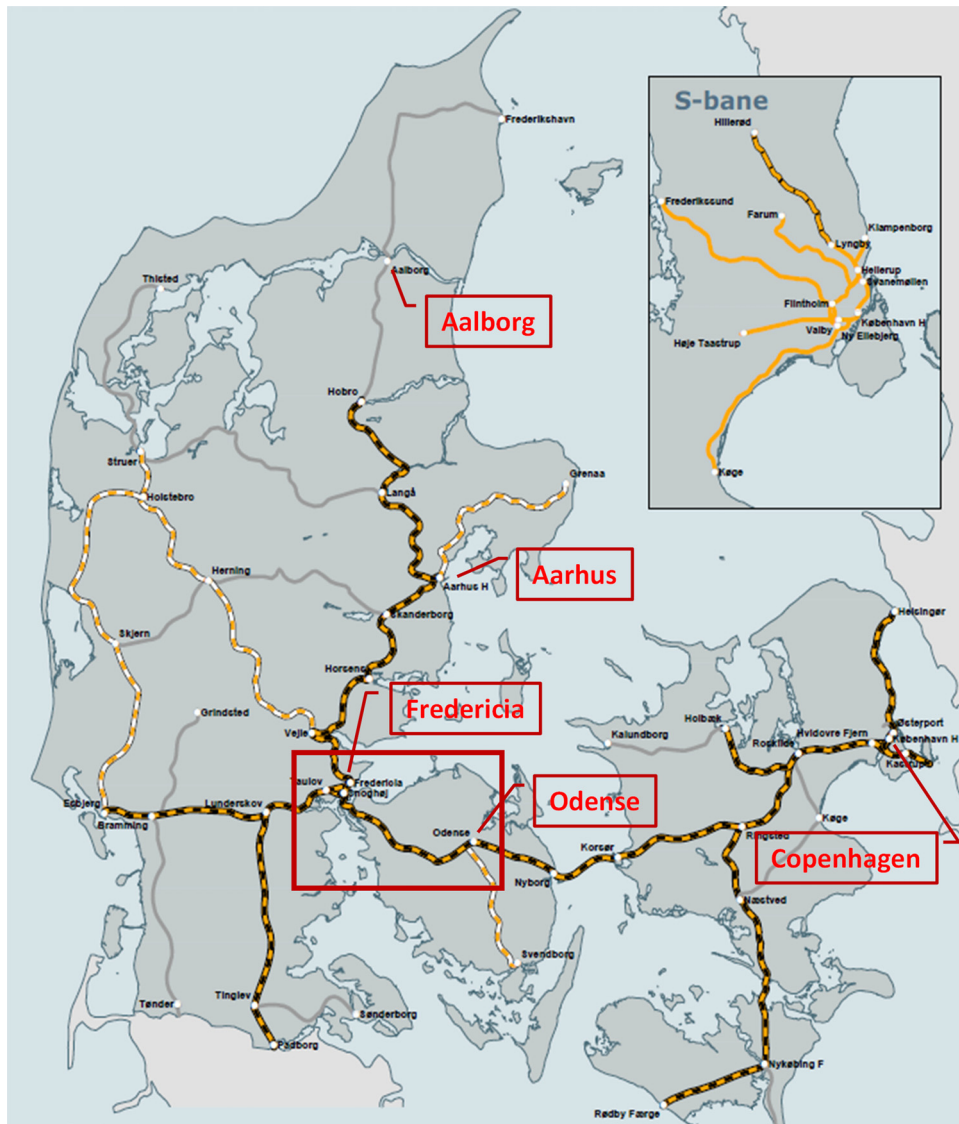 S-bane
Hillerød
Frederikssund
Farum
Klampenborg
Lyngby
Hellerup
Svanemøllen
Flintholm
København H
Valby
Ny Ellebjerg
Høje Taastrup
Køge
Frederikshavn
Aalborg
Aalborg
Thisted
Hobro
Struer
Langå
Grenaa
Holstebro
Aarhus
Aarhus H
Herning
Skanderborg
Helsingør
Skjern
Horsens
Fredericia
Grindsted
Vejle
Kalundborg
Holbæk
Roskilde
Hvidovre Fjern
Østerport
København H
Taulov
Fredericia
Snoghøj
Odense
Esbjerg
Bramming
Lunderskov
Odense
Korsør
Ringsted
Køge
Copenhagen
Nyborg
Næstved
Svendborg
Tønder
Tinglev
Sønderborg
Padborg
Nykøbing F
Rødby Færge